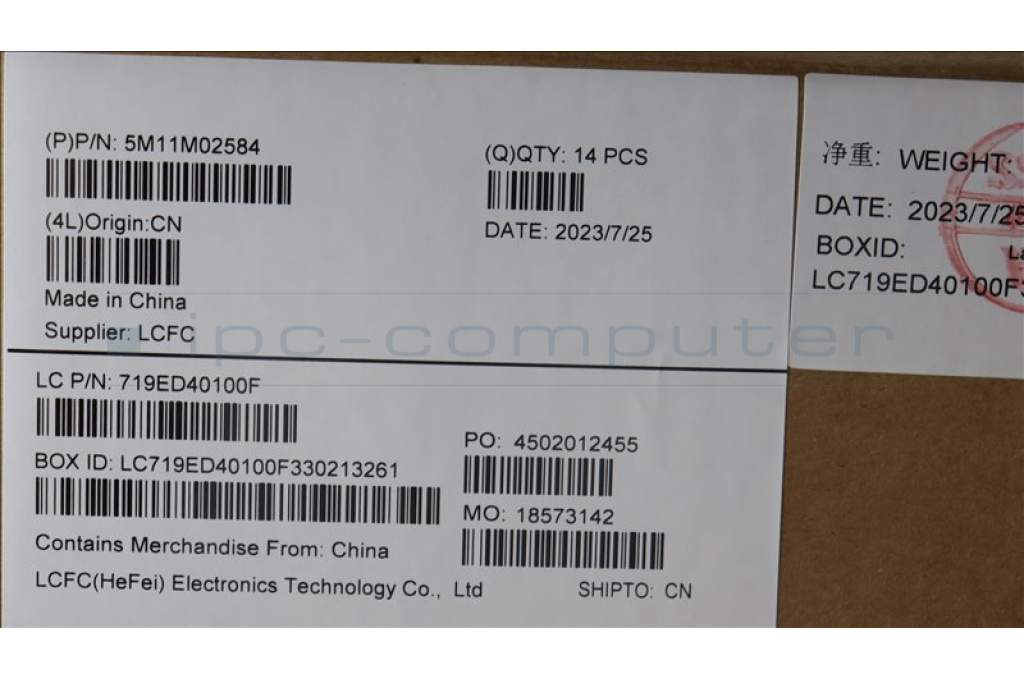 (P)P/N: 5M11M02584
(Q)QTY: 14 PCS
(4L)Origin:CN
DATE: 2023/7/25
Made in China
Supplier: LCFC
ipc-computer
LC P/N: 719ED40100F
PO: 4502012455
BOX ID: LC719ED40100F330213261
MO: 18573142
Contains Merchandise From: China
LCFC(HeFei) Electronics Technology Co., Ltd
SHIPTO: CN
净重: WEIGHT:
DATE: 2023/7/25
BOXID:
LC719ED40100F3